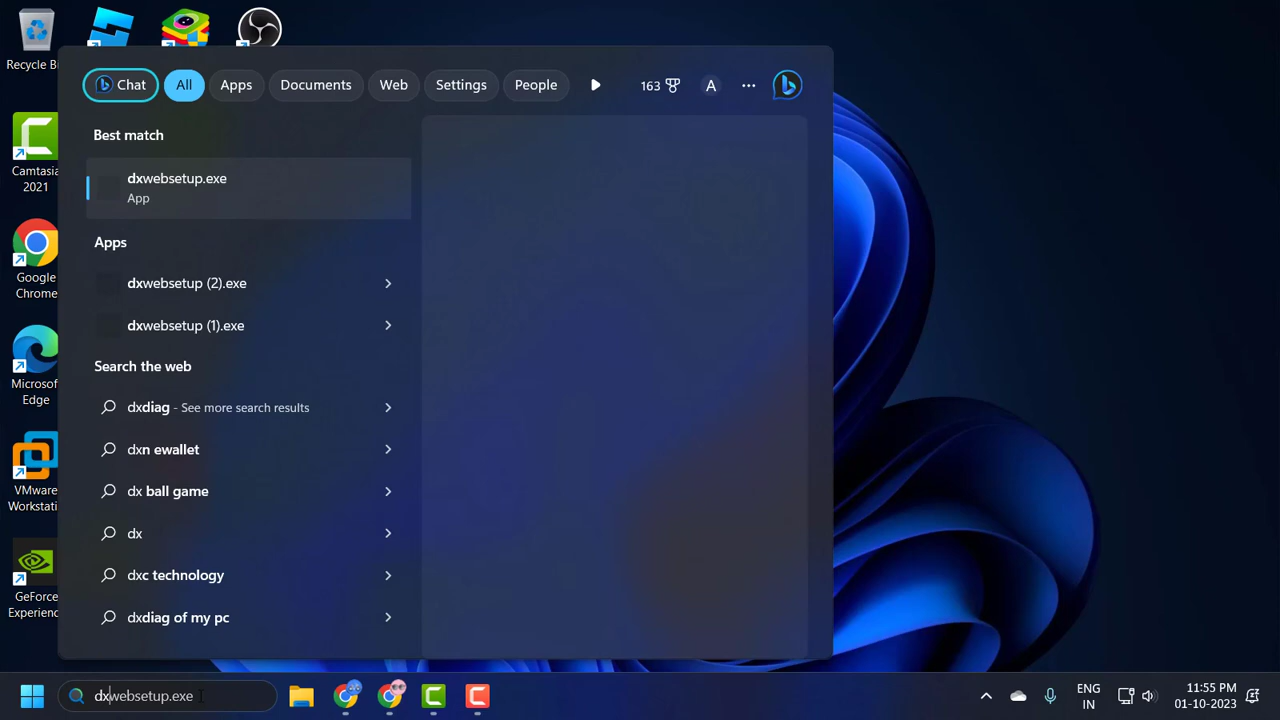 Recycle Bi
Chat
All
Apps
Documents
Web
Settings
People
163
A
Best match
dxwebsetup.exe
App
Apps
dxwebsetup (2).exe
dxwebsetup (1).exe
Search the web
dxdiag - See more search results
dxn ewallet
dx ball game
dx
dxc technology
dxdiag of my pc
Camtasia
2021
Google
Chrome
Microsof
Edge
VMware
Workstatio
GeForce
Experienc
dxwebsetup.exe
ENG
IN
11:55 PM
01-10-2023